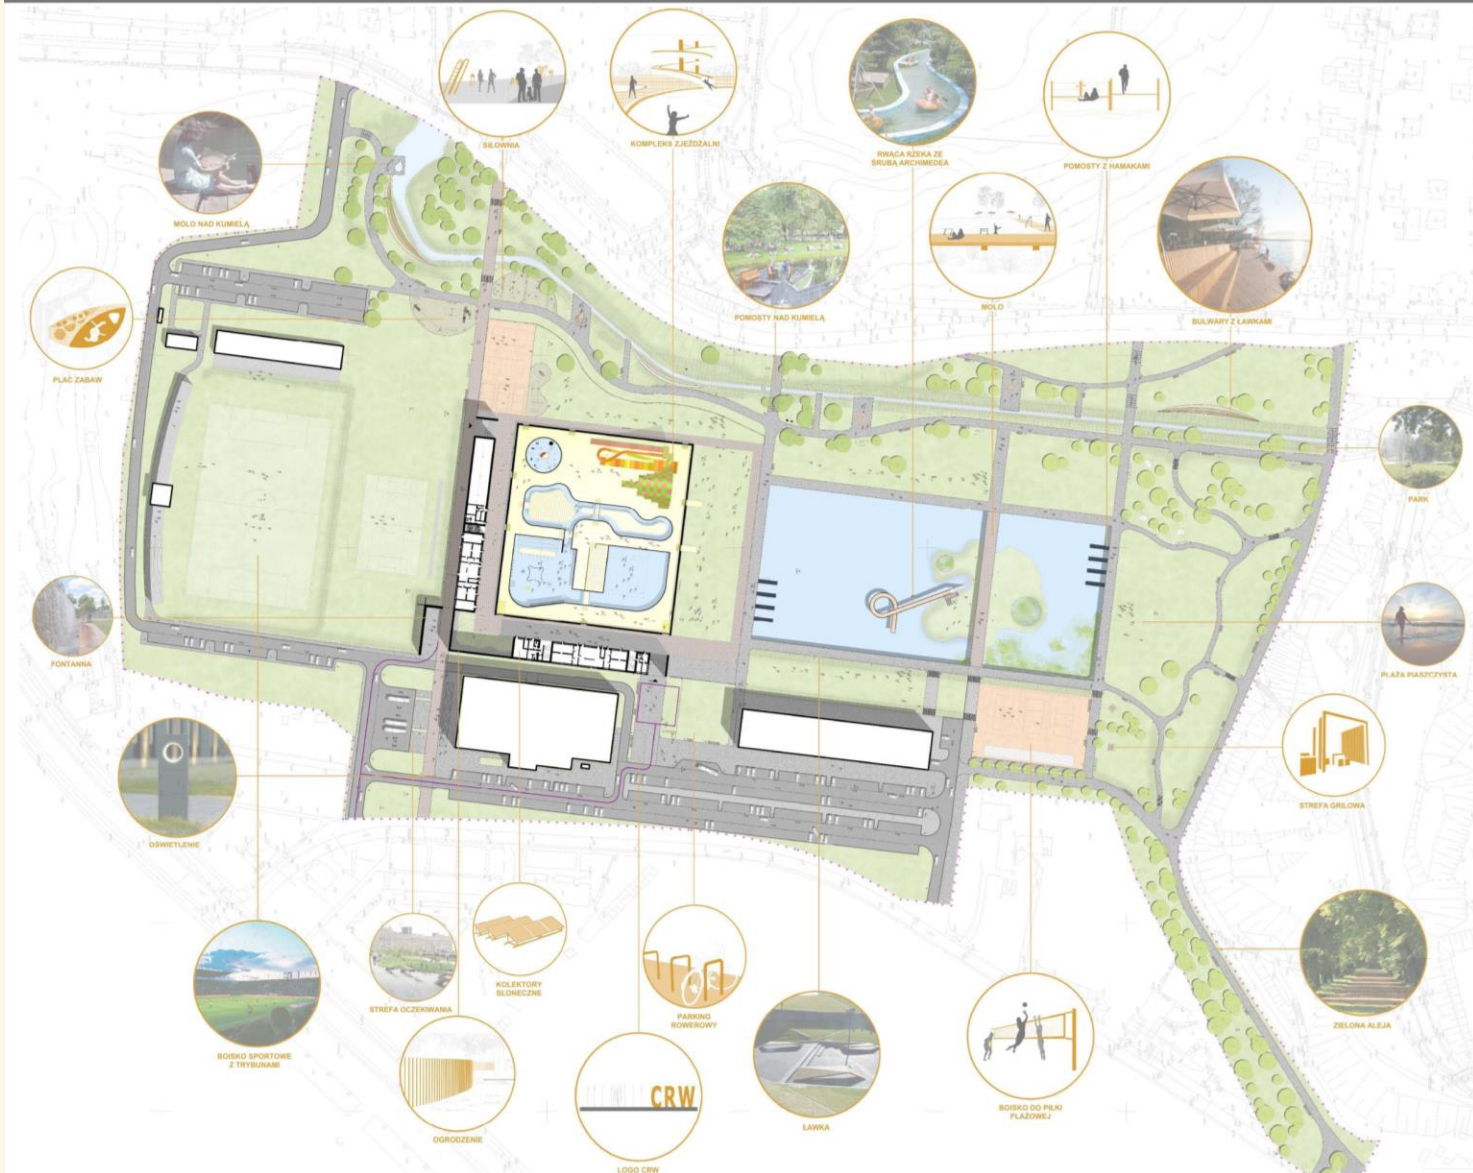 SIŁOWNIA
KOMPLEKS ZJEŻDŻALNI
RWĄCA RZEKA ZE
ŚRUBĄ ARCHIMEDEA
POMOSTY Z HAMAKAMI
MOLO NAD KUMIELĄ
POMOSTY NAD KUMIELĄ
MOLO
BULWARY Z ŁAWKAMI
PLAC ZABAW
PARK
FONTANNA
PLAŻA PIASZCZYSTA
STREFA GRILOWA
OŚWIETLENIE
KOLEKTORY
SŁONECZNE
STREFA OCZEKIWANIA
PARKING
ROWEROWY
ZIELONA ALEJA
BOISKO SPORTOWE
Z TRYBUNAMI
CRW
BOISKO DO PIŁKI
PLAŻOWEJ
ŁAWKA
OGRODZENIE
LOGO CRW